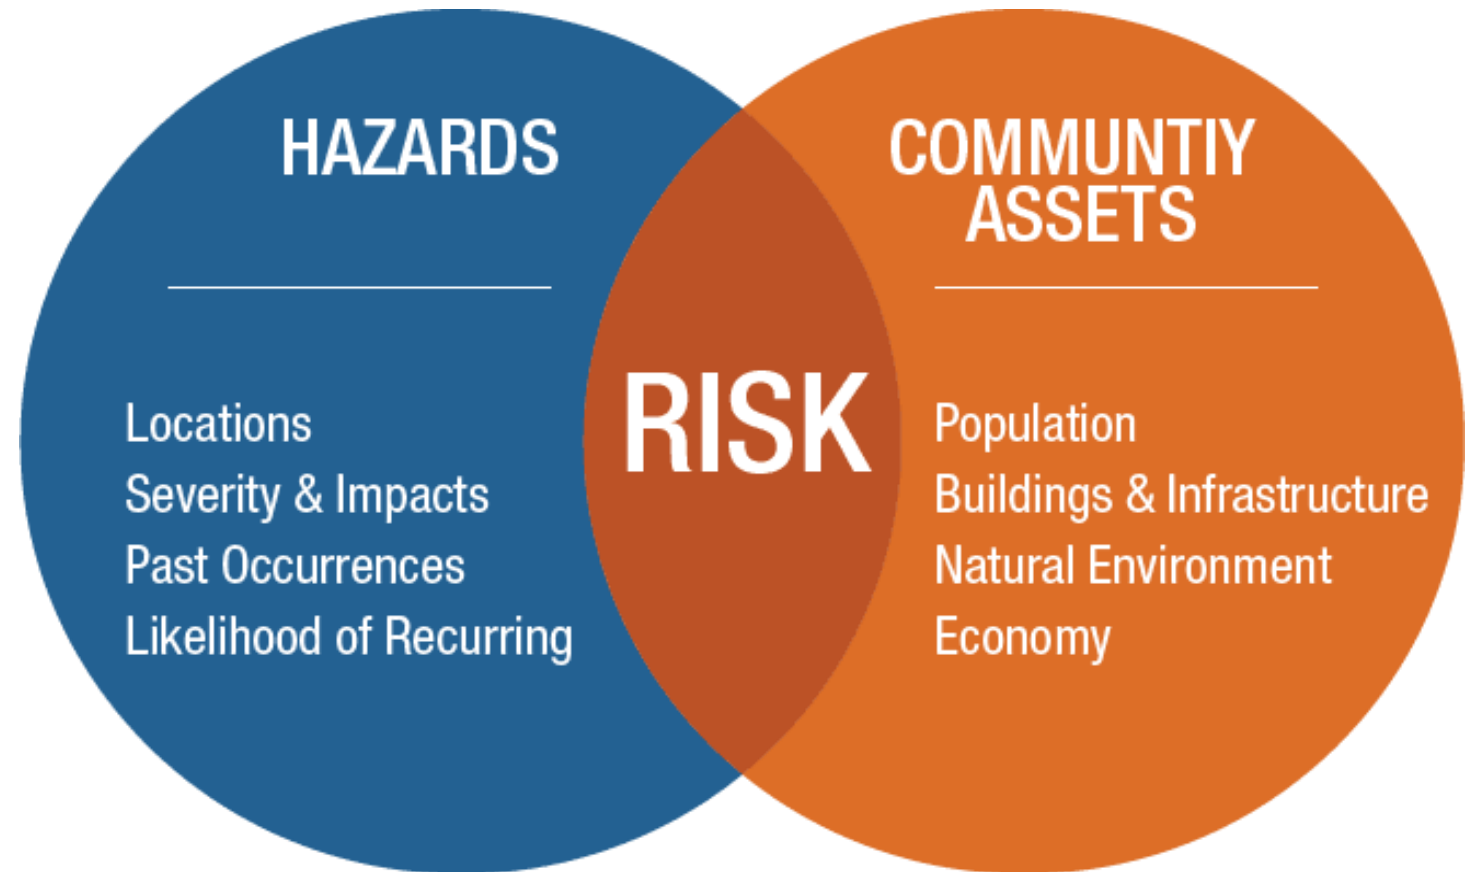 HAZARDS
Locations
Severity & Impacts
Past Occurrences
Likelihood of Recurring
RISK
COMMUNTIY
ASSETS
Population
Buildings & Infrastructure
Natural Environment
Economy